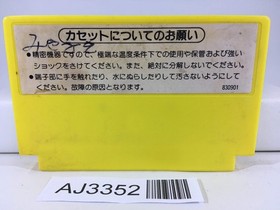 (カセットについてのお願い)
●精密機器ですので、極端な温度条件下での使用や保管および強い
ショックをさけてください。また、絶対に分解しないでください。
●端子部に手を触れたり、水にぬらしたりして汚さないようにして
ください。故障の原因となります。
830901
AJ3352